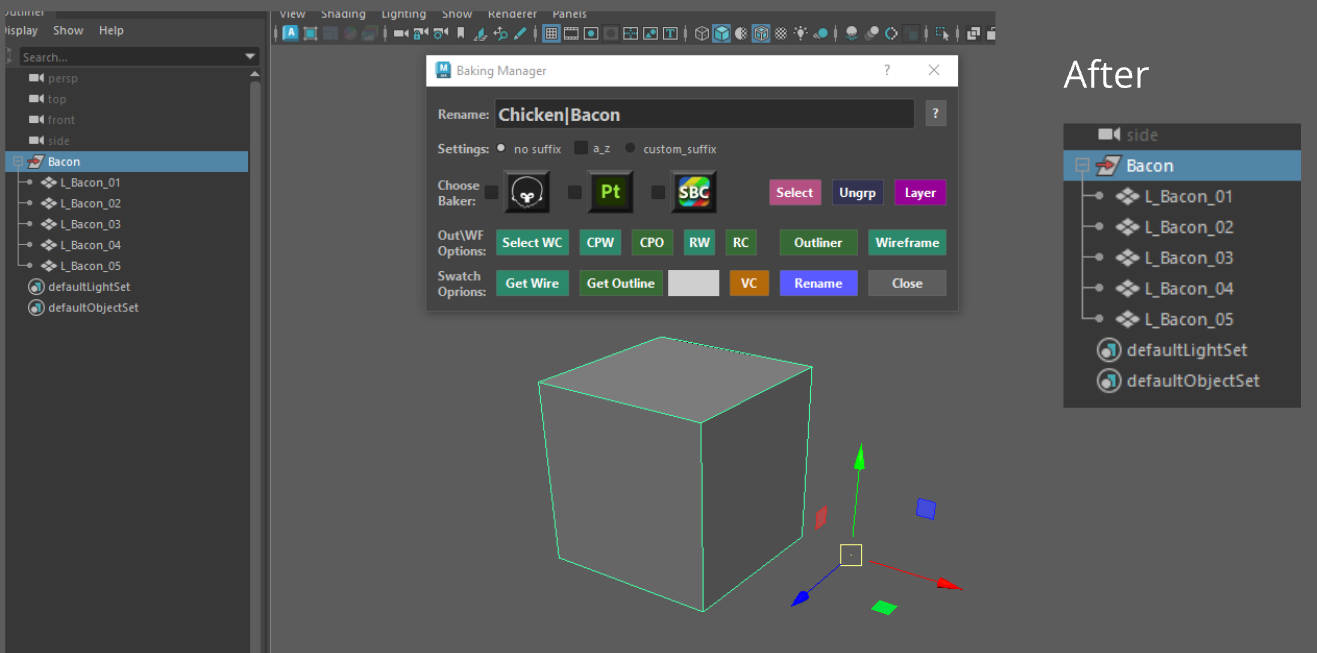 Outliner
Display Show Help
Search...
persp
top
front
side
Bacon
L_Bacon_01
L_Bacon_02
L_Bacon_03
L_Bacon_04
L_Bacon_05
defaultLightSet
defaultObjectSet
View Shading Lighting Show Renderer Panels
A
T
M
Baking Manager ? ×
Rename: Chicken|Bacon ?
Settings: no suffix a_z custom_suffix
Choose
Baker:
Pt
SBC
Select Ungrp Layer
Out\WF
Options:
Select WC CPW CPO RW RC Outliner Wireframe
Swatch
Oprions:
Get Wire Get Outline VC Rename Close
After
side
Bacon
L_Bacon_01
L_Bacon_02
L_Bacon_03
L_Bacon_04
L_Bacon_05
defaultLightSet
defaultObjectSet